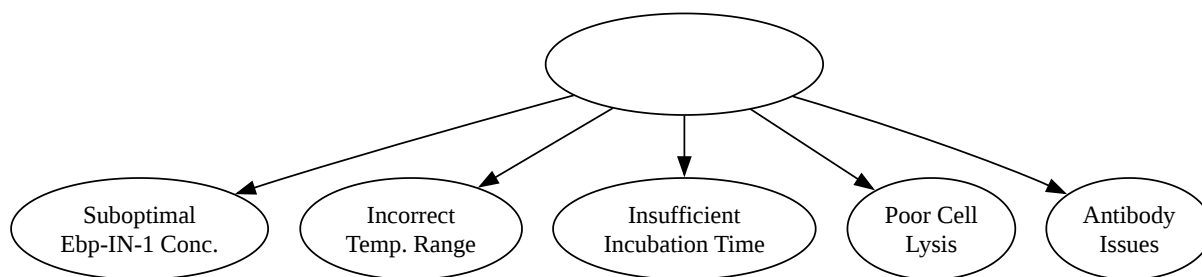 Suboptimal
Ebp-IN-1 Conc.
Incorrect
Temp. Range
Insufficient
Incubation Time
Poor Cell
Lysis
Antibody
Issues